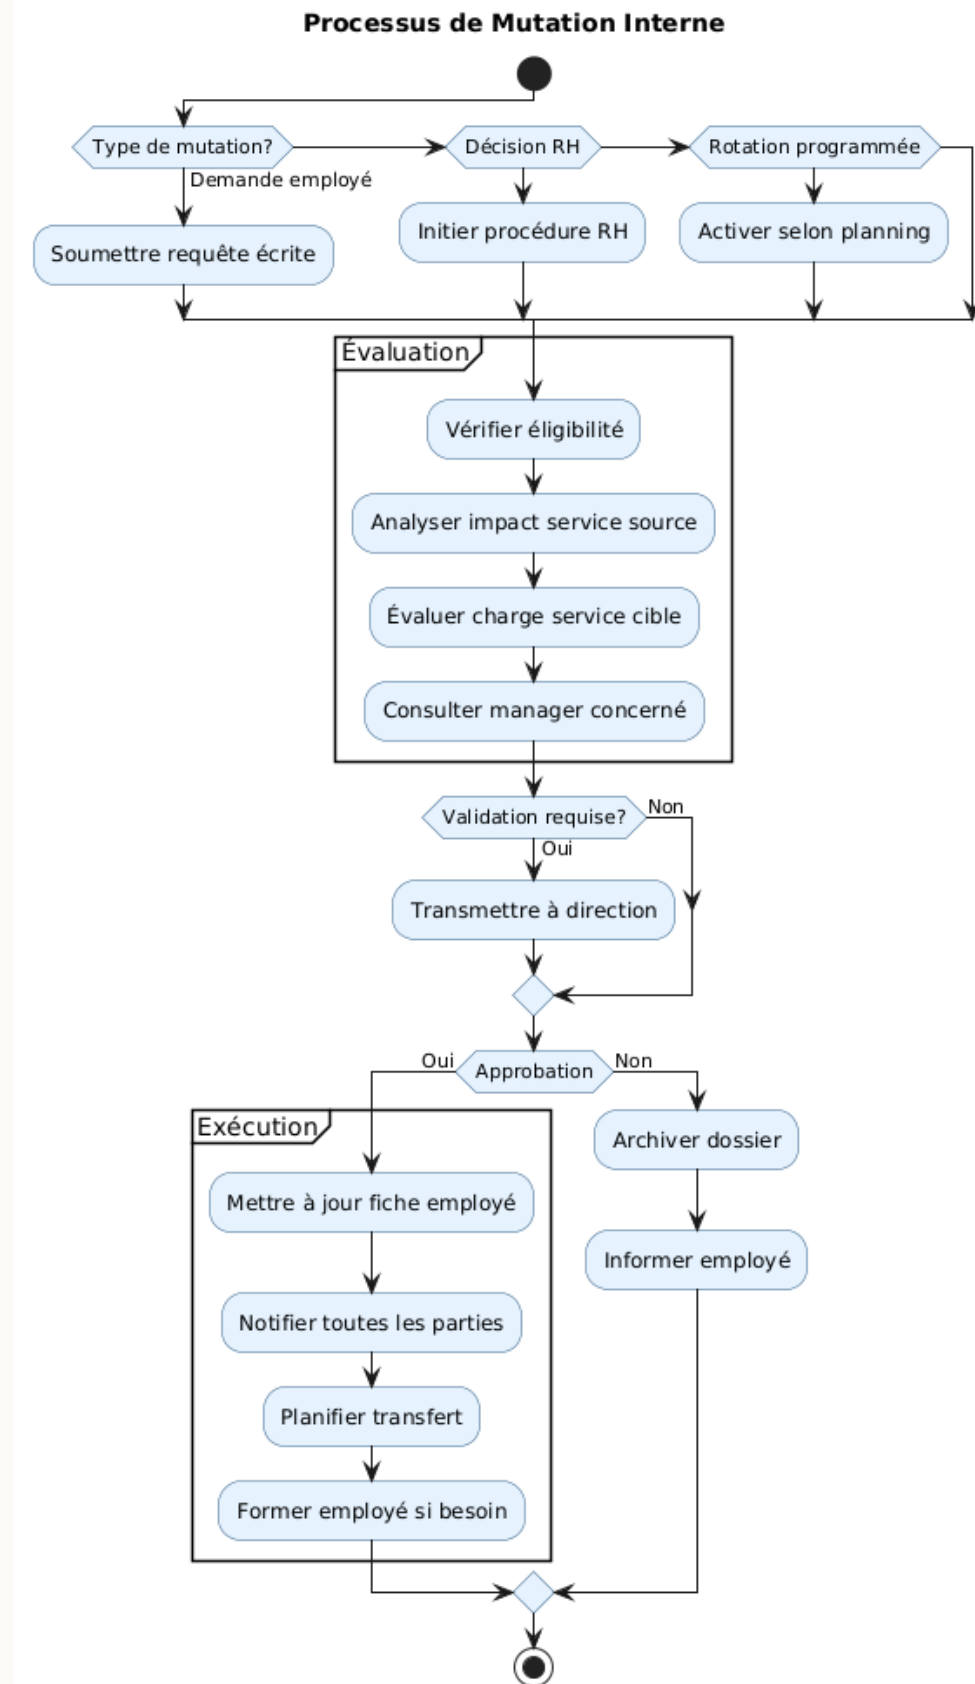 Processus de Mutation Interne
Type de mutation?
Décision RH
Rotation programmée
Demande employé
Soumettre requête écrite
Initier procédure RH
Activer selon planning
Évaluation
Vérifier éligibilité
Analyser impact service source
Évaluer charge service cible
Consulter manager concerné
Validation requise?
Non
Oui
Transmettre à direction
Oui
Approbation
Non
Exécution
Archiver dossier
Mettre à jour fiche employé
Informer employé
Notifier toutes les parties
Planifier transfert
Former employé si besoin